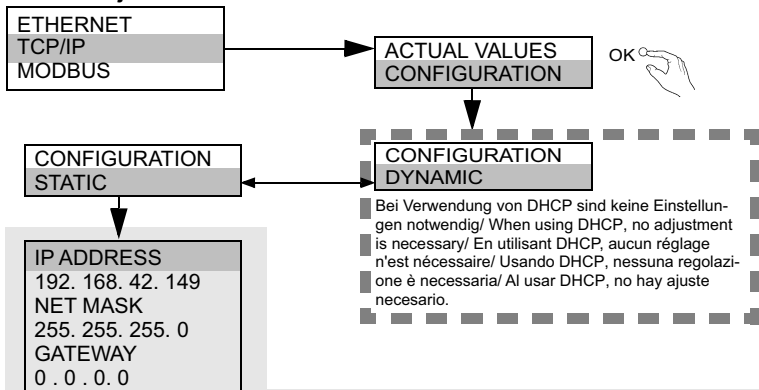 ETHERNET
TCP/IP
MODBUS
ACTUAL VALUES
CONFIGURATION
OK
CONFIGURATION
STATIC
CONFIGURATION
DYNAMIC
Bei Verwendung von DHCP sind keine Einstellun-
gen notwendig/ When using DHCP, no adjustment
is necessary/ En utilisant DHCP, aucun réglage
n'est nécessaire/ Usando DHCP, nessuna regolazi-
one è necessaria/ Al usar DHCP, no hay ajuste
necesario.
IP ADDRESS
192. 168. 42. 149
NET MASK
255. 255. 255. 0
GATEWAY
0 . 0 . 0. 0